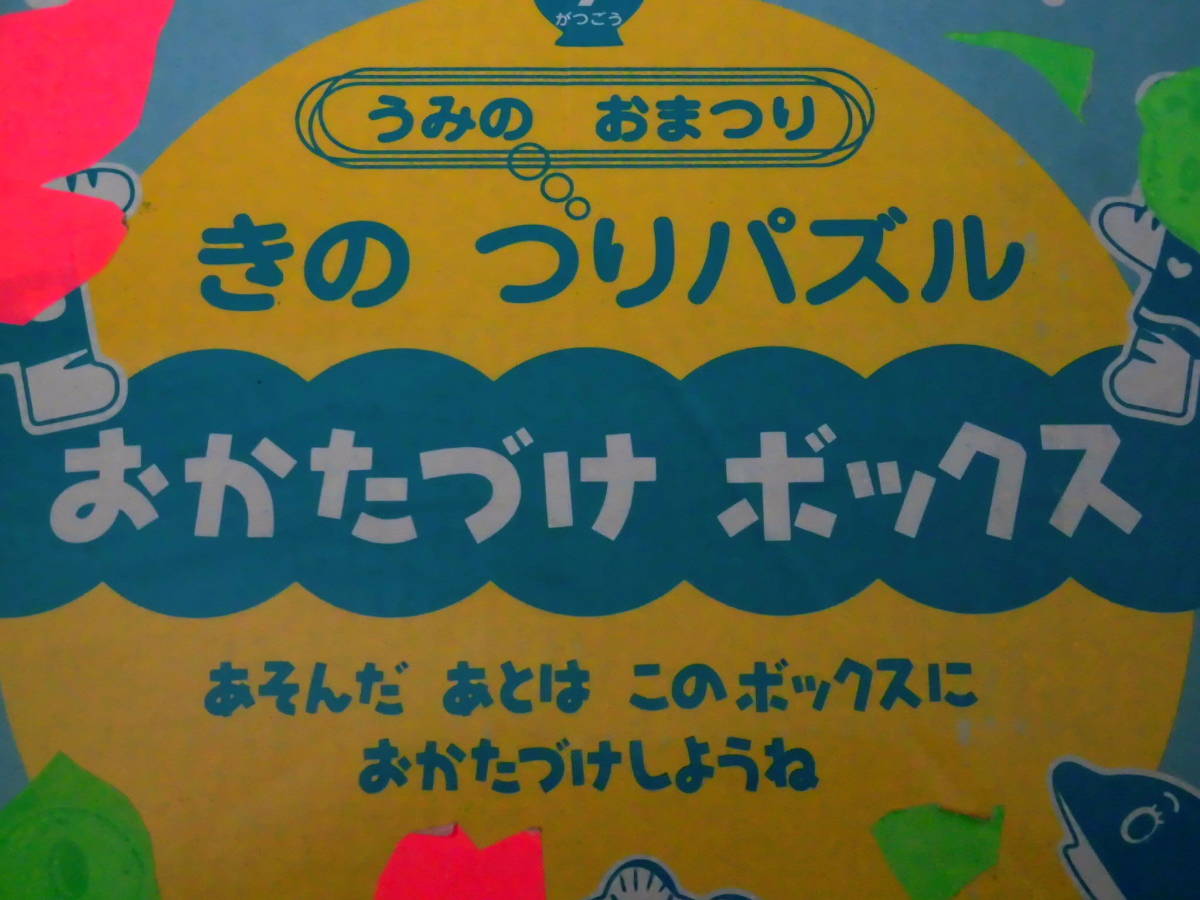 がつごう
うみの おまつり
きの つりパズル
おかたづけ ボックス
あそんだ あとは このボックスに
おかたづけしようね